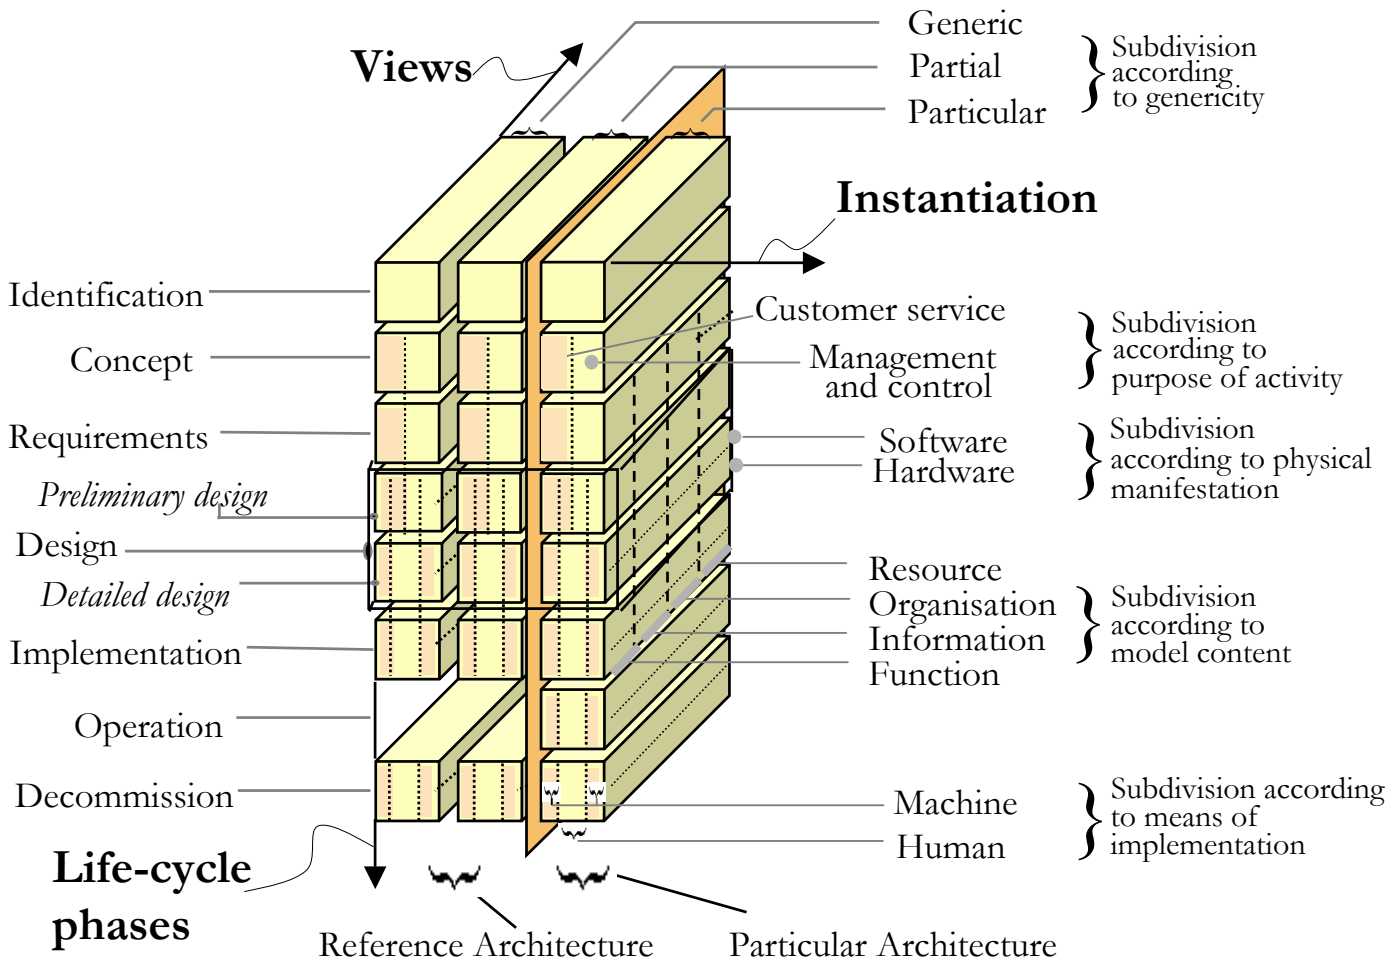 Generic
Partial
Particular
Subdivision
according
to genericity
Views
Instantiation
Identification
Concept
Requirements
Preliminary design
Design
Detailed design
Implementation
Operation
Decommission
Customer service
Management
and control
Subdivision
according to
purpose of activity
Software
Hardware
Subdivision
according to physical
manifestation
Resource
Organisation
Information
Function
Subdivision
according to
model content
Machine
Human
Subdivision according
to means of
implementation
Life-cycle
phases
Reference Architecture
Particular Architecture